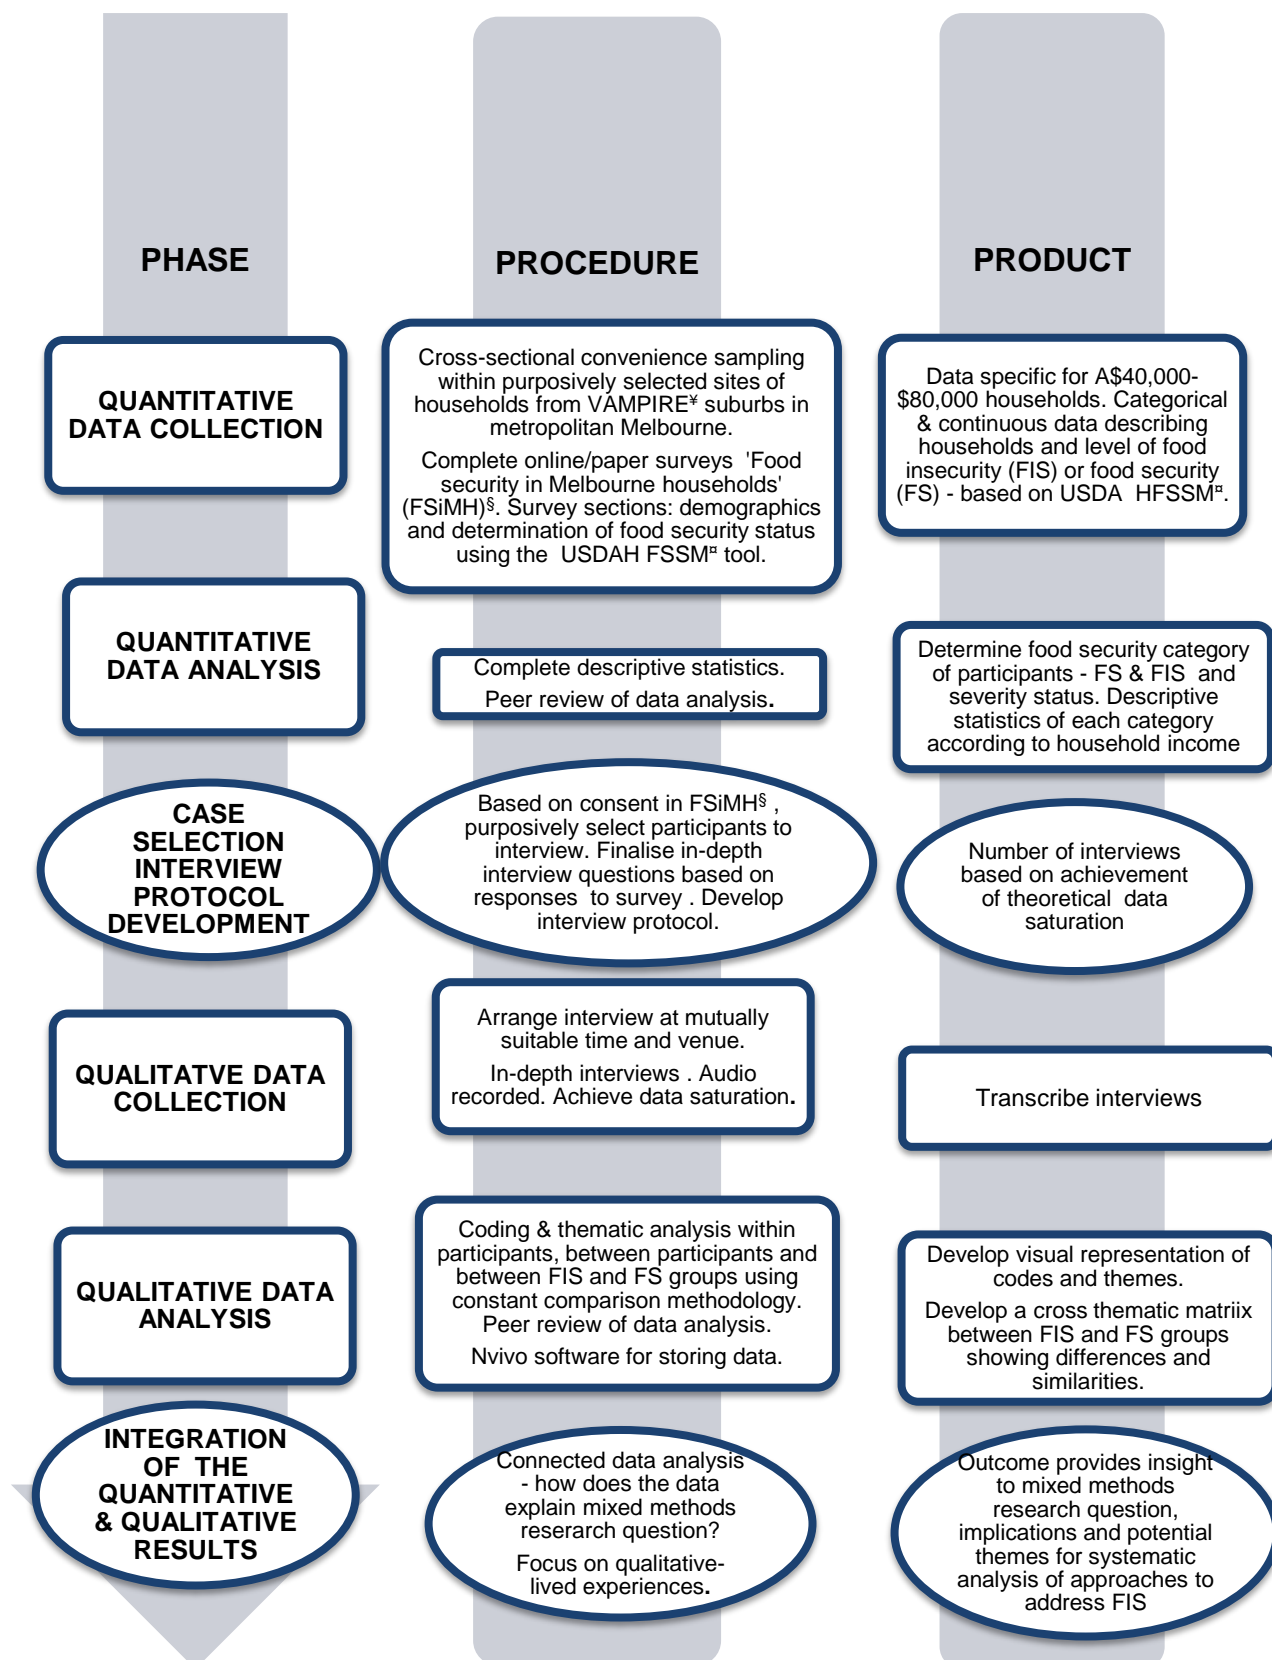 PHASE
PROCEDURE
PRODUCT
QUANTITATIVE
DATA COLLECTION
Cross-sectional convenience sampling
within purposively selected sites of
households from VAMPIRE¥ suburbs in
metropolitan Melbourne.
Complete online/paper surveys 'Food
security in Melbourne households'
(FSiMH)§. Survey sections: demographics
and determination of food security status
using the USDAH FSSM¤ tool.
Data specific for A$40,000-
$80,000 households. Categorical
& continuous data describing
households and level of food
insecurity (FIS) or food security
(FS) - based on USDA HFSSM¤.
QUANTITATIVE
DATA ANALYSIS
Complete descriptive statistics.
Peer review of data analysis.
Determine food security category
of participants - FS & FIS and
severity status. Descriptive
statistics of each category
according to household income
CASE
SELECTION
INTERVIEW
PROTOCOL
DEVELOPMENT
Based on consent in FSiMH§ ,
purposively select participants to
interview. Finalise in-depth
interview questions based on
responses to survey . Develop
interview protocol.
Number of interviews
based on achievement
of theoretical data
saturation
QUALITATVE DATA
COLLECTION
Arrange interview at mutually
suitable time and venue.
In-depth interviews . Audio
recorded. Achieve data saturation.
Transcribe interviews
QUALITATIVE DATA
ANALYSIS
Coding & thematic analysis within
participants, between participants and
between FIS and FS groups using
constant comparison methodology.
Peer review of data analysis.
Nvivo software for storing data.
Develop visual representation of
codes and themes.
Develop a cross thematic matriix
between FIS and FS groups
showing differences and
similarities.
INTEGRATION
OF THE
QUANTITATIVE
& QUALITATIVE
RESULTS
Connected data analysis
- how does the data
explain mixed methods
reserarch question?
Focus on qualitative-
lived experiences.
Outcome provides insight
to mixed methods
research question,
implications and potential
themes for systematic
analysis of approaches to
address FIS